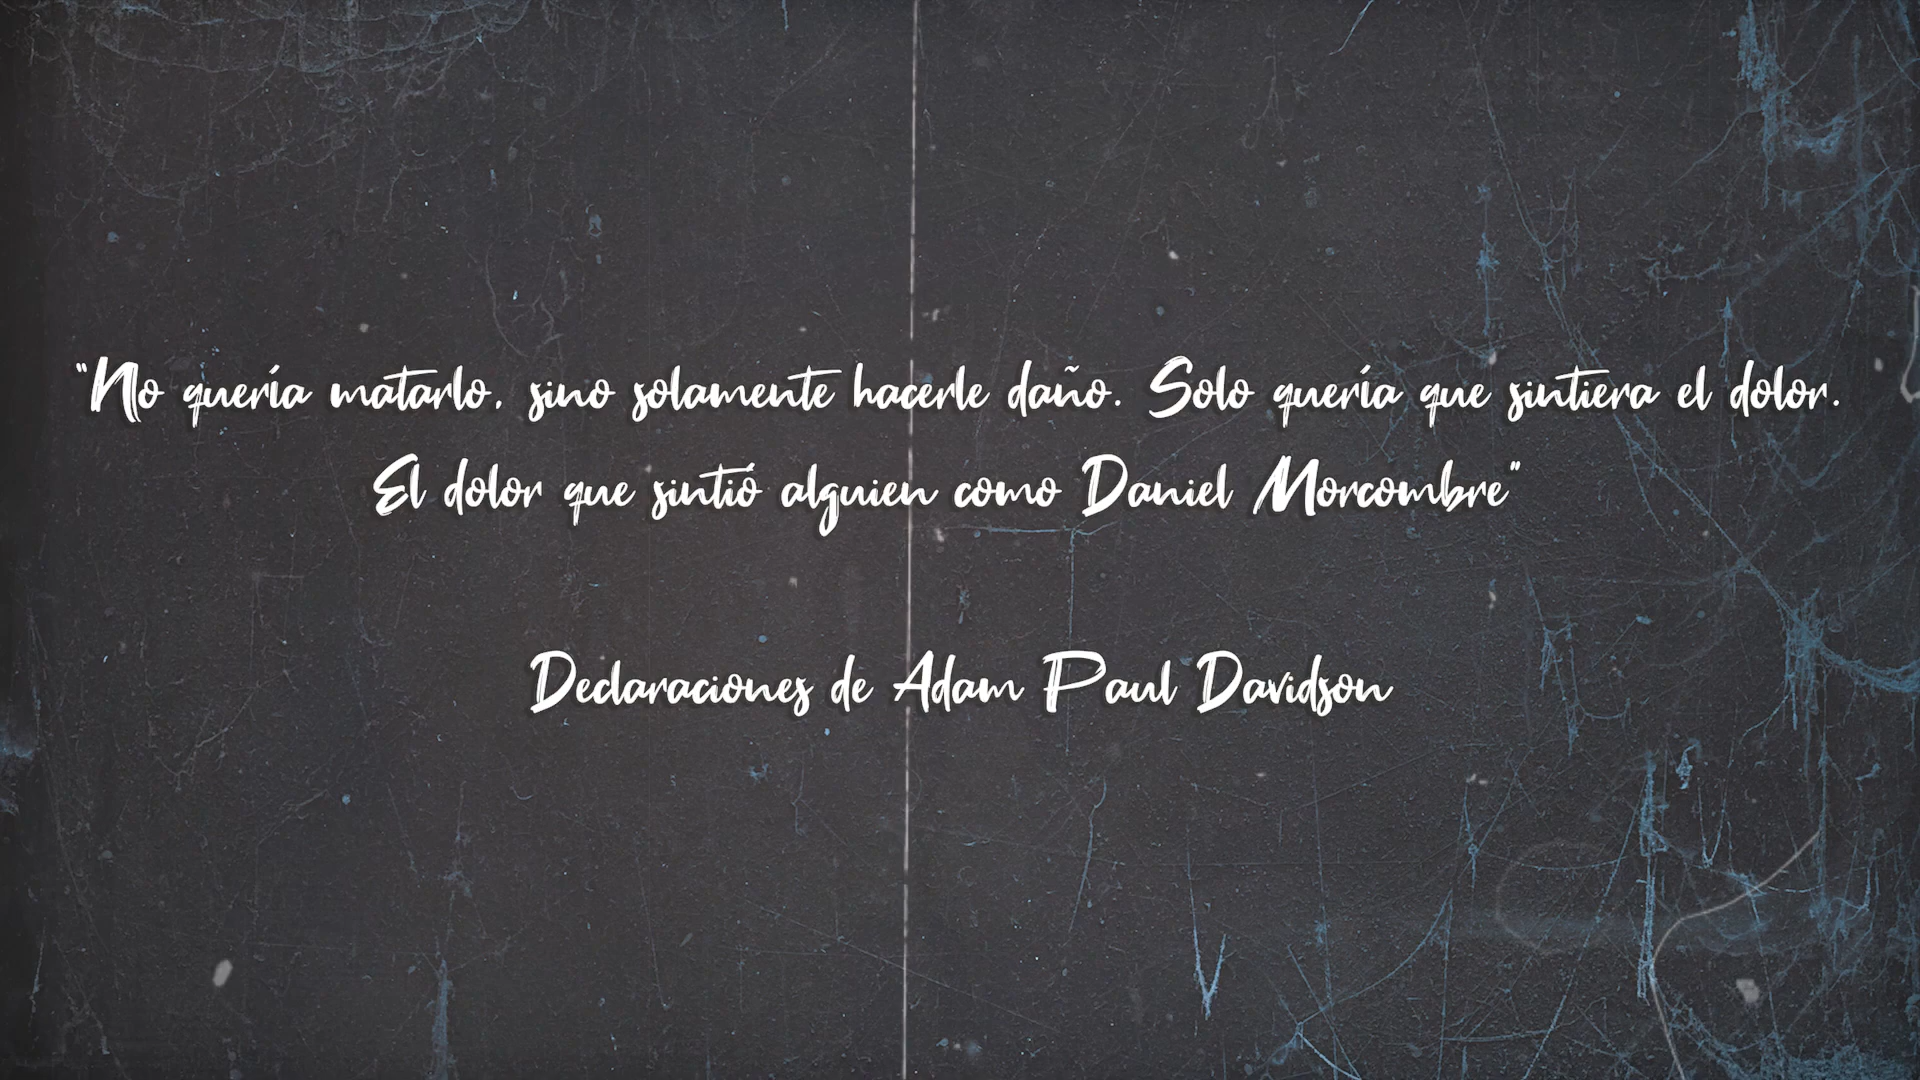 "No quería matarlo, sino solamente hacerle daño. Solo quería que sintiera el dolor.
El dolor que sintió alguien como Daniel Morcombre"
Declaraciones de Adam Paul Davidson